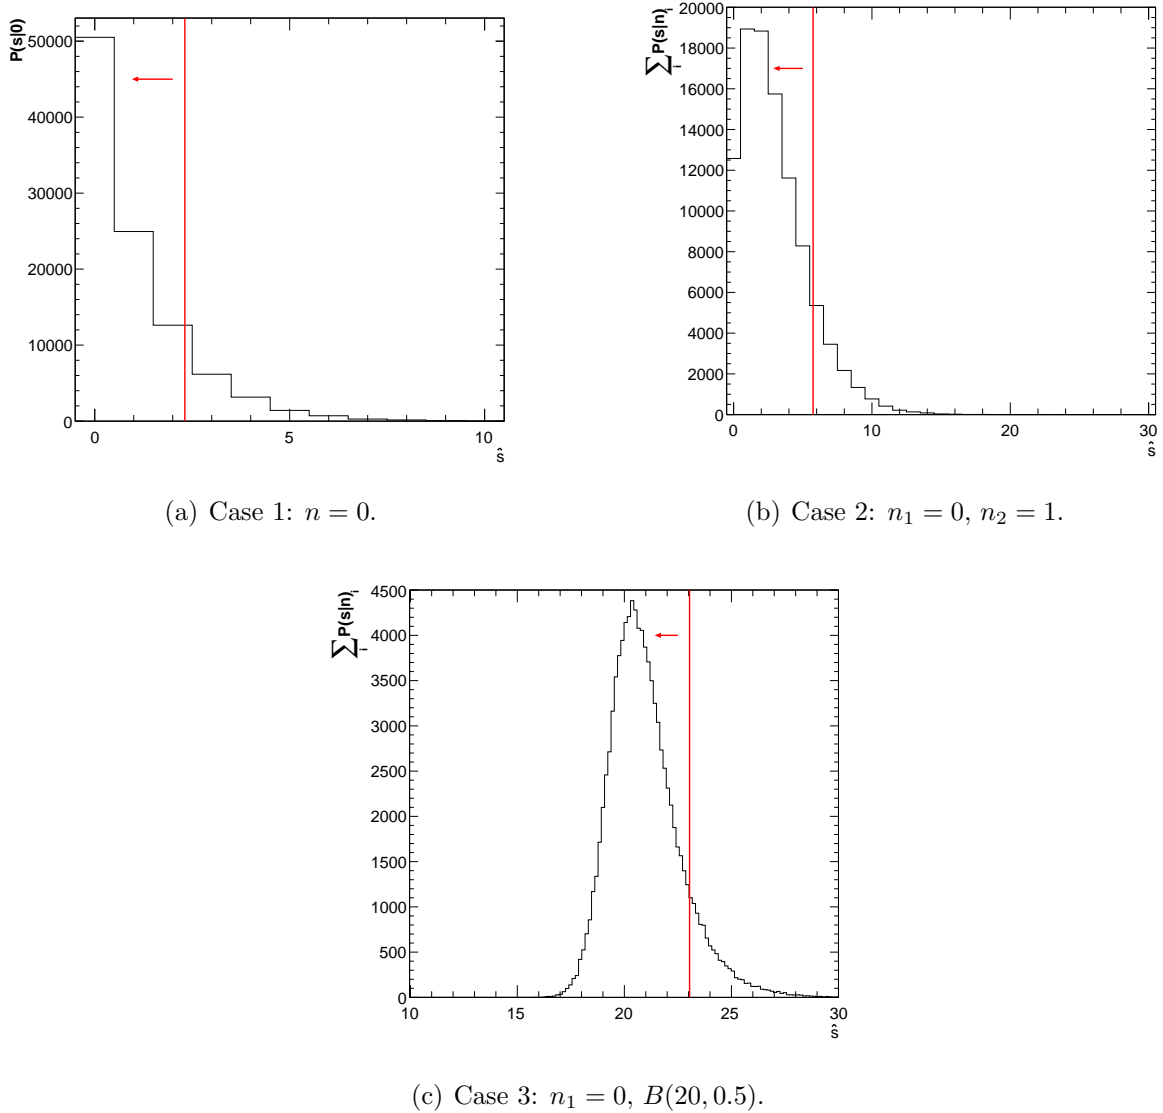 P(s|0)
50000
40000
30000
20000
10000
0
0 5 10
ŝ
(a) Case 1: n = 0.
∑ P(s|n)
i i
20000
18000
16000
14000
12000
10000
8000
6000
4000
2000
0
0 10 20 30
ŝ
(b) Case 2: n₁ = 0, n₂ = 1.
∑ P(s|n)
i i
4500
4000
3500
3000
2500
2000
1500
1000
500
0
10 15 20 25 30
ŝ
(c) Case 3: n₁ = 0, B(20, 0.5).